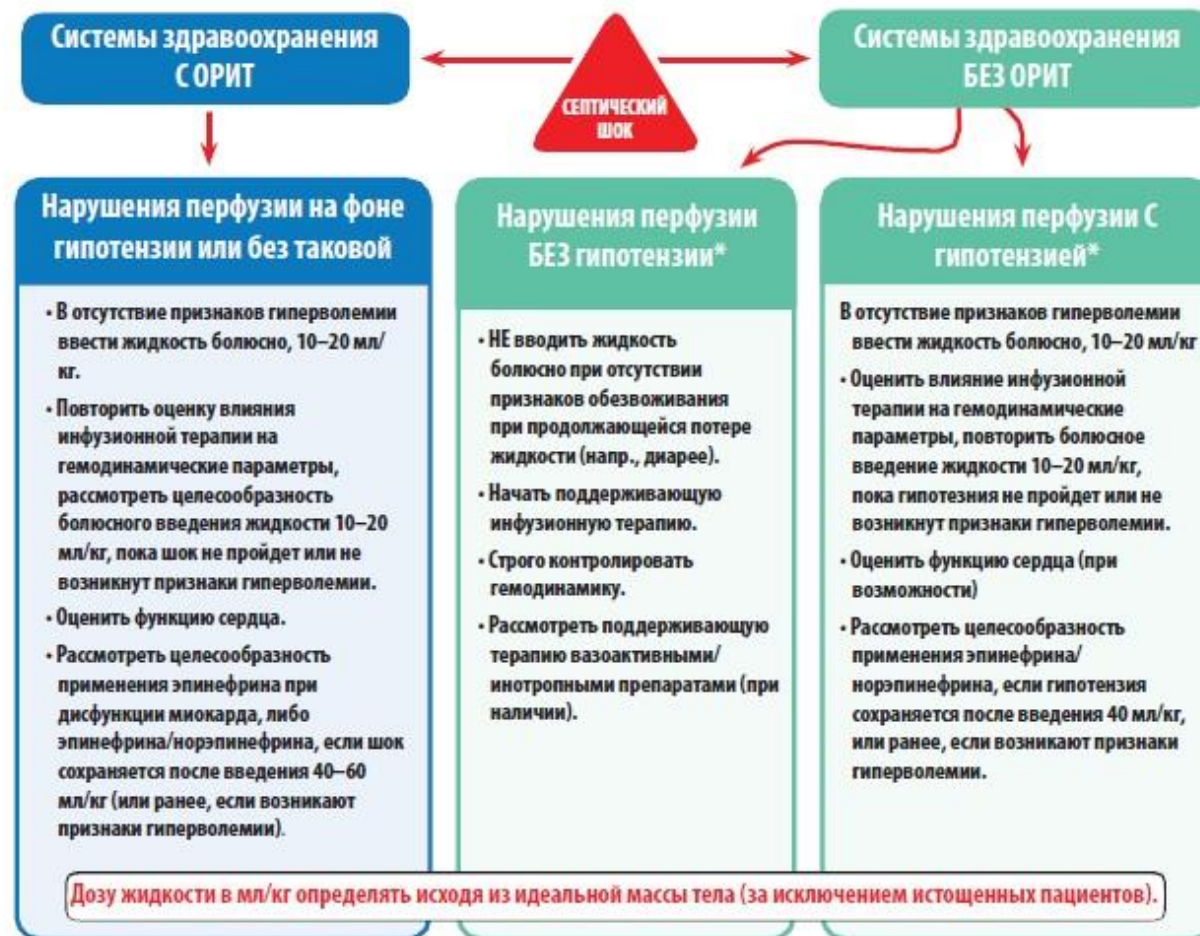 Системы здравоохранения
С ОРИТ
СЕПТИЧЕСКИЙ
ШОК
Системы здравоохранения
БЕЗ ОРИТ
Нарушения перфузии на фоне
гипотензии или без таковой
• В отсутствие признаков гиперволемии
ввести жидкость болюсно, 10–20 мл/
кг.
• Повторить оценку влияния
инфузионной терапии на
гемодинамические параметры,
рассмотреть целесообразность
болюсного введения жидкости 10–20
мл/кг, пока шок не пройдет или не
возникнут признаки гиперволемии.
• Оценить функцию сердца.
• Рассмотреть целесообразность
применения эпинефрина при
дисфункции миокарда, либо
эпинефрина/норэпинефрина, если шок
сохраняется после введения 40–60
мл/кг (или ранее, если возникают
признаки гиперволемии).
Нарушения перфузии
БЕЗ гипотензии*
• НЕ вводить жидкость
болюсно при отсутствии
признаков обезвоживания
при продолжающейся потере
жидкости (напр., диарее).
• Начать поддерживающую
инфузионную терапию.
• Строго контролировать
гемодинамику.
• Рассмотреть поддерживающую
терапию вазоактивными/
инотропными препаратами (при
наличии).
Нарушения перфузии С
гипотензией*
В отсутствие признаков гиперволемии
ввести жидкость болюсно, 10–20 мл/кг
• Оценить влияние инфузионной
терапии на гемодинамические
параметры, повторить болюсное
введение жидкости 10–20 мл/кг,
пока гипотезния не пройдет или не
возникнут признаки гиперволемии.
• Оценить функцию сердца (при
возможности)
• Рассмотреть целесообразность
применения эпинефрина/
норэпинефрина, если гипотензия
сохраняется после введения 40 мл/кг,
или ранее, если возникают признаки
гиперволемии.
Дозу жидкости в мл/кг определять исходя из идеальной массы тела (за исключением истощенных пациентов).